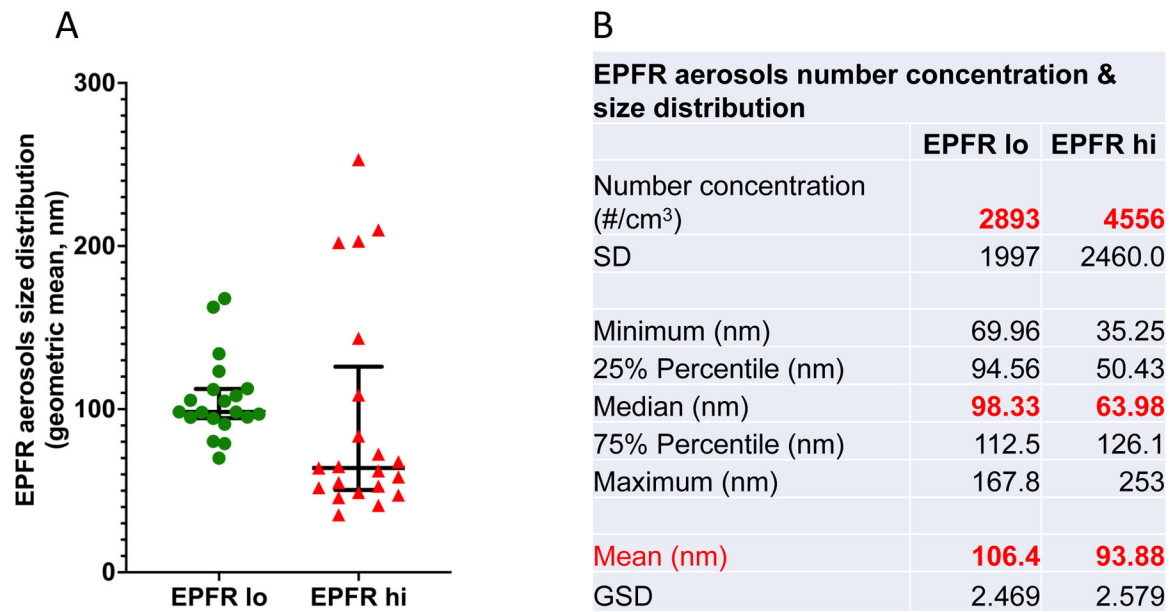 A
EPFR aerosols size distribution
(geometric mean, nm)
300
200
100
0
EPFR lo
EPFR hi
B
EPFR aerosols number concentration &
size distribution
EPFR lo EPFR hi
Number concentration
(#/cm³) 2893 4556
SD 1997 2460.0
Minimum (nm) 69.96 35.25
25% Percentile (nm) 94.56 50.43
Median (nm) 98.33 63.98
75% Percentile (nm) 112.5 126.1
Maximum (nm) 167.8 253
Mean (nm) 106.4 93.88
GSD 2.469 2.579